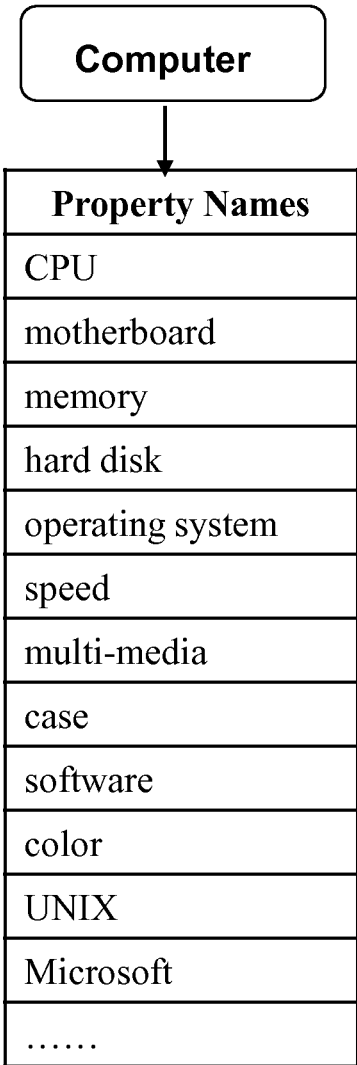 Computer
Property Names
CPU
motherboard
memory
hard disk
operating system
speed
multi-media
case
software
color
UNIX
Microsoft
……